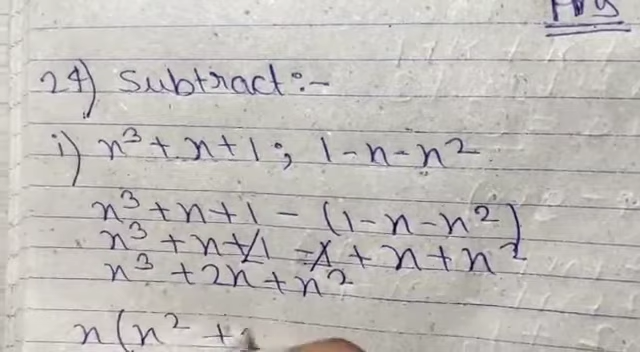 24) Subtract:-
i) n³ + n + 1 ; 1 - n - n²
n³ + n + 1 - (1 - n - n²)
n³ + n + 1 - 1 + n + n²
n³ + 2n + n²
n(n² +